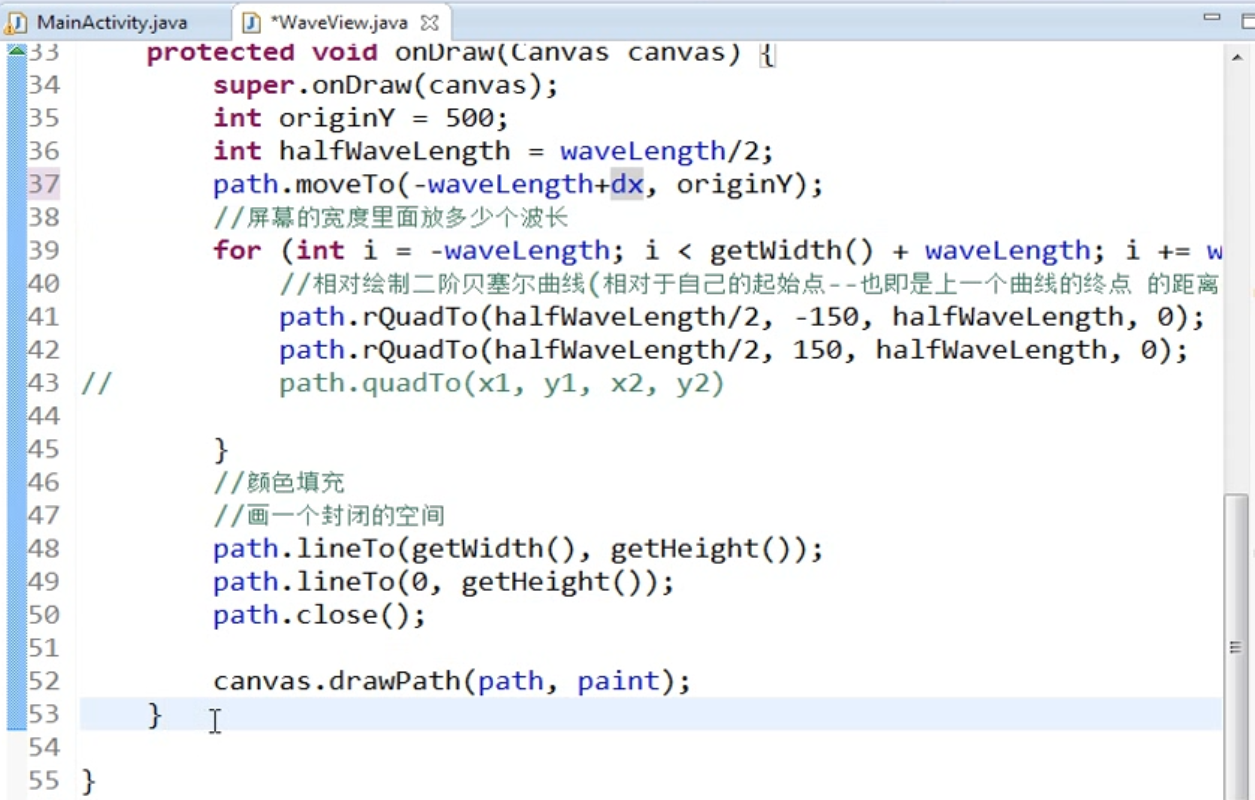 MainActivity.java
*WaveView.java
33 protected void onDraw(Canvas canvas) {
34 super.onDraw(canvas);
35 int originY = 500;
36 int halfWaveLength = waveLength/2;
37 path.moveTo(-waveLength+dx, originY);
38 //屏幕的宽度里面放多少个波长
39 for (int i = -waveLength; i < getWidth() + waveLength; i += w
40 //相对绘制二阶贝塞尔曲线(相对于自己的起始点--也即是上一个曲线的终点 的距离
41 path.rQuadTo(halfWaveLength/2, -150, halfWaveLength, 0);
42 path.rQuadTo(halfWaveLength/2, 150, halfWaveLength, 0);
43 // path.quadTo(x1, y1, x2, y2)
44
45 }
46 //颜色填充
47 //画一个封闭的空间
48 path.lineTo(getWidth(), getHeight());
49 path.lineTo(0, getHeight());
50 path.close();
51
52 canvas.drawPath(path, paint);
53 }
54
55 }